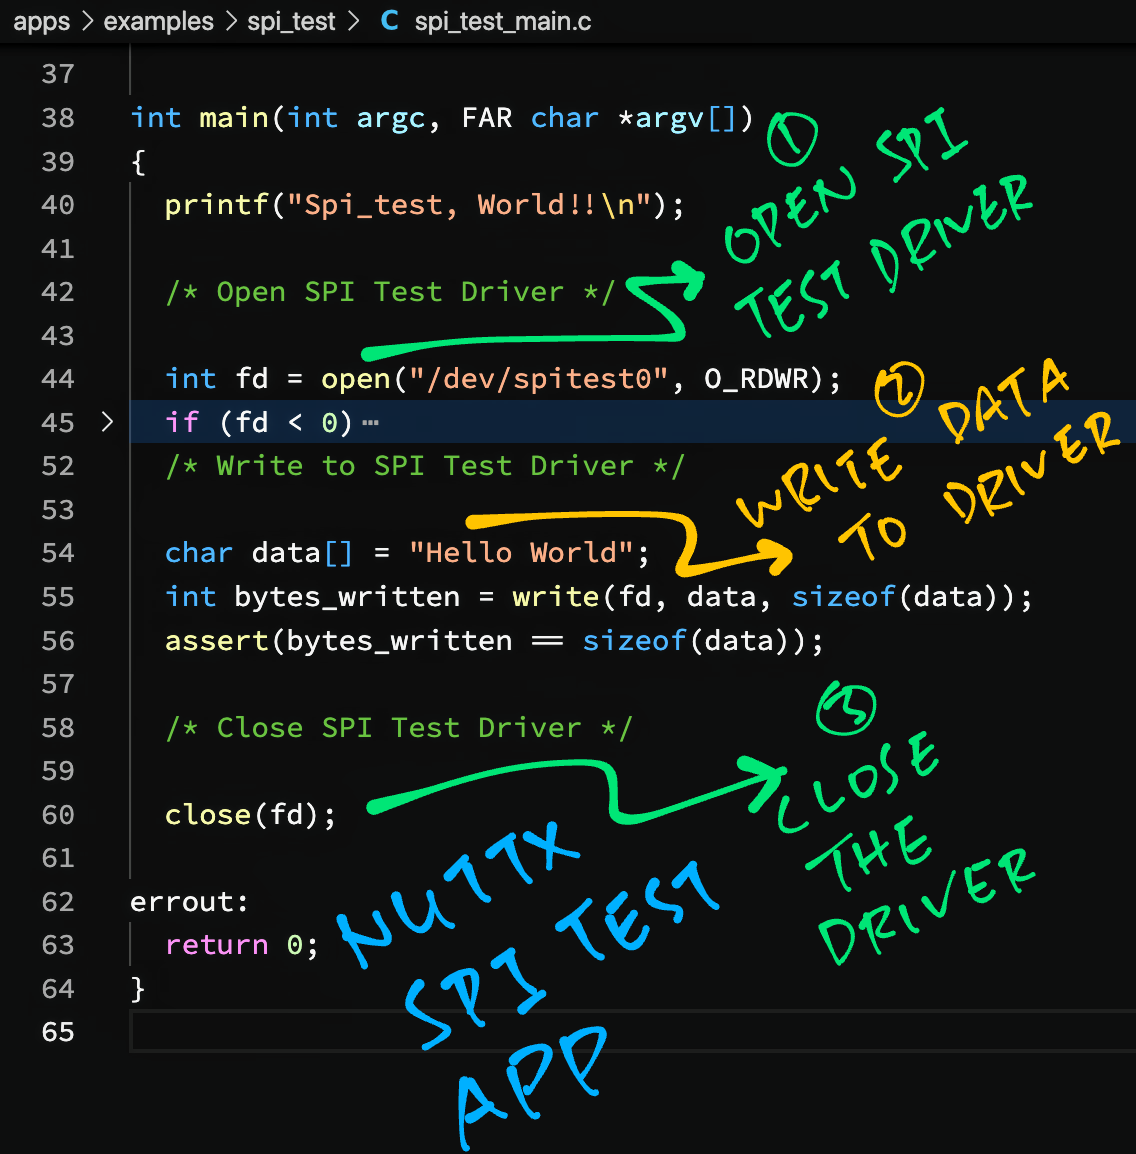 apps > examples > spi_test > C spi_test_main.c
37
38 int main(int argc, FAR char *argv[])
39 {
40 printf("Spi_test, World!!\n");
41
42 /* Open SPI Test Driver */
43
44 int fd = open("/dev/spitest0", O_RDWR);
45 > if (fd < 0)⋯
52 /* Write to SPI Test Driver */
53
54 char data[] = "Hello World";
55 int bytes_written = write(fd, data, sizeof(data));
56 assert(bytes_written == sizeof(data));
57
58 /* Close SPI Test Driver */
59
60 close(fd);
61
62 errout:
63 return 0;
64 }
65
① OPEN SPI
TEST DRIVER
② WRITE DATA
TO DRIVER
③ CLOSE
THE
DRIVER
NUTTX
SPI TEST
APP